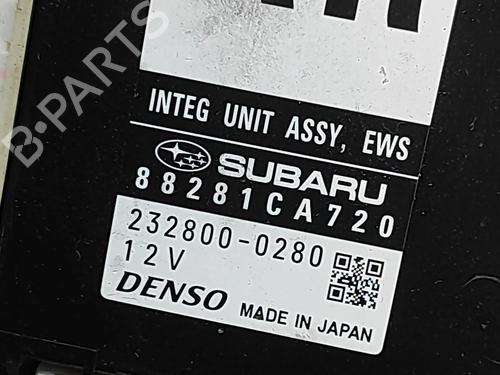 B-PARTS
INTEG UNIT ASSY, EWS
SUBARU
88281CA720
232800-0280
12V
DENSO MADE IN JAPAN